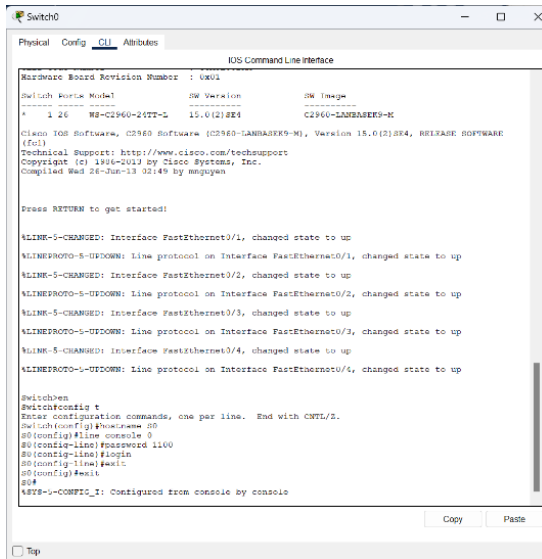 Switch0
Physical Config CLI Attributes
IOS Command Line Interface
Hardware Board Revision Number : 0x01
Switch Ports Model SW Version SW Image
------ ----- ----- ---------- ----------
* 1 26 WS-C2960-24TT-L 15.0(2)SE4 C2960-LANBASEK9-M
Cisco IOS Software, C2960 Software (C2960-LANBASEK9-M), Version 15.0(2)SE4, RELEASE SOFTWARE
(fc1)
Technical Support: http://www.cisco.com/techsupport
Copyright (c) 1986-2013 by Cisco Systems, Inc.
Compiled Wed 26-Jun-13 02:49 by mnguyen
Press RETURN to get started!
%LINK-5-CHANGED: Interface FastEthernet0/1, changed state to up
%LINEPROTO-5-UPDOWN: Line protocol on Interface FastEthernet0/1, changed state to up
%LINK-5-CHANGED: Interface FastEthernet0/2, changed state to up
%LINEPROTO-5-UPDOWN: Line protocol on Interface FastEthernet0/2, changed state to up
%LINK-5-CHANGED: Interface FastEthernet0/3, changed state to up
%LINEPROTO-5-UPDOWN: Line protocol on Interface FastEthernet0/3, changed state to up
%LINK-5-CHANGED: Interface FastEthernet0/4, changed state to up
%LINEPROTO-5-UPDOWN: Line protocol on Interface FastEthernet0/4, changed state to up
Switch>en
Switch#config t
Enter configuration commands, one per line. End with CNTL/Z.
Switch(config)#hostname S0
S0(config)#line console 0
S0(config-line)#password 1100
S0(config-line)#login
S0(config-line)#exit
S0(config)#exit
S0#
%SYS-5-CONFIG_I: Configured from console by console
Copy Paste
Top